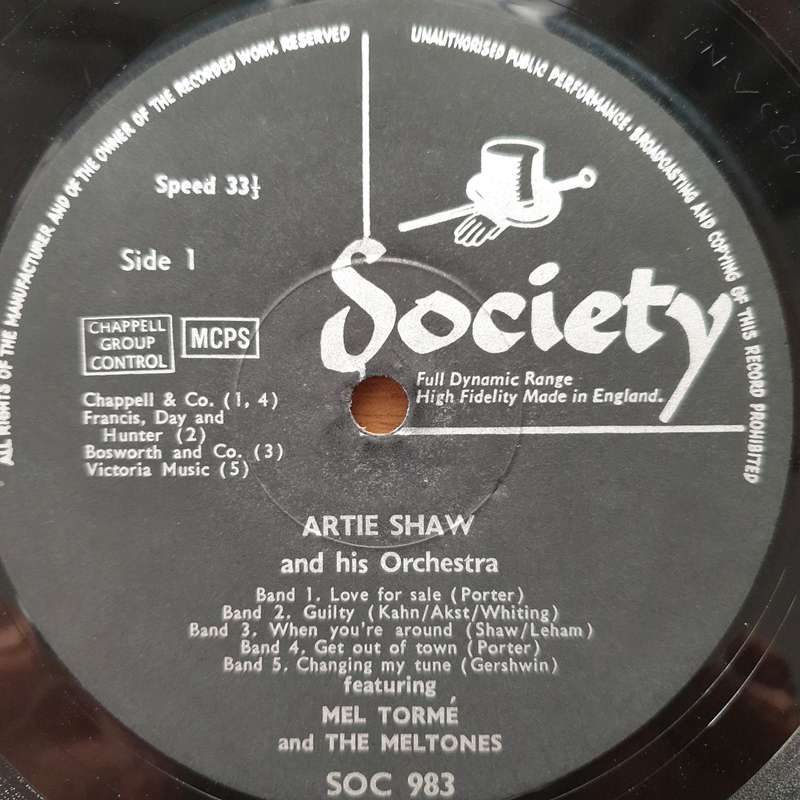 ALL RIGHTS OF THE MANUFACTURER AND OF THE OWNER OF THE RECORDED WORK RESERVED
UNAUTHORISED PUBLIC PERFORMANCE, BROADCASTING AND COPYING OF THIS RECORD PROHIBITED
Speed 33⅓
Side 1
Society
CHAPPELL
GROUP
CONTROL
MCPS
Full Dynamic Range
High Fidelity Made in England.
Chappell & Co. (1, 4)
Francis, Day and
Hunter (2)
Bosworth and Co. (3)
Victoria Music (5)
ARTIE SHAW
and his Orchestra
Band 1. Love for sale (Porter)
Band 2. Guilty (Kahn/Akst/Whiting)
Band 3. When you're around (Shaw/Leham)
Band 4. Get out of town (Porter)
Band 5. Changing my tune (Gershwin)
featuring
MEL TORMÉ
and THE MELTONES
SOC 983